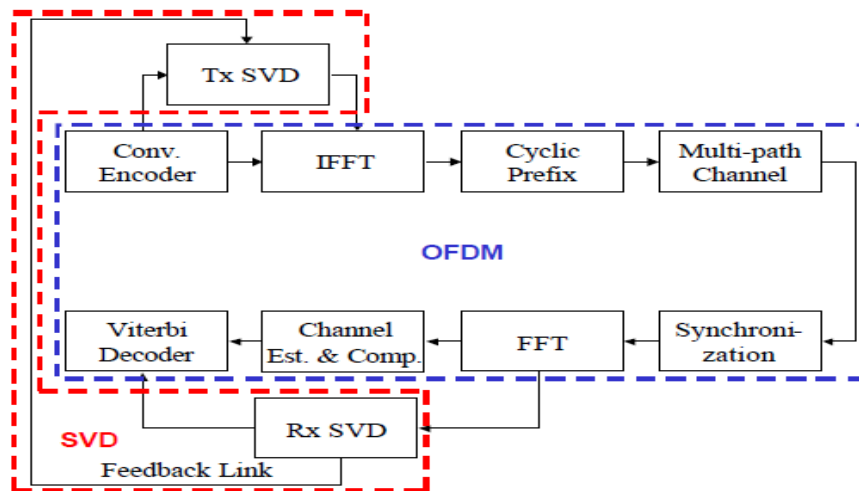 Tx SVD
Conv.
Encoder
IFFT
Cyclic
Prefix
Multi-path
Channel
OFDM
Viterbi
Decoder
Channel
Est. & Comp.
FFT
Synchroni-
zation
Rx SVD
SVD
Feedback Link